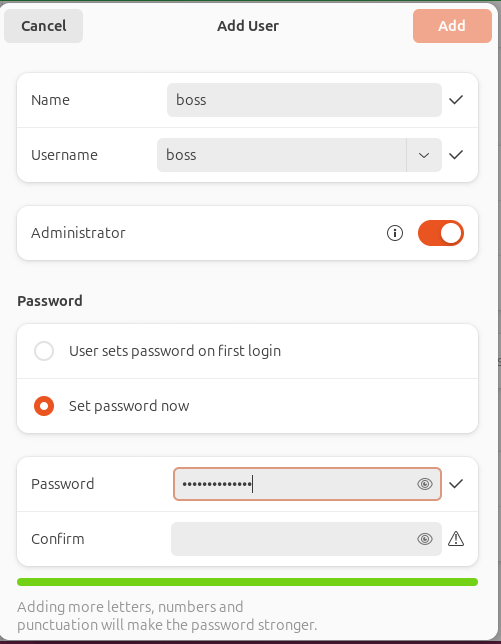 Cancel Add User Add
Name boss
Username boss
Administrator
Password
User sets password on first login
Set password now
Password ••••••••••••••
Confirm
Adding more letters, numbers and
punctuation will make the password stronger.